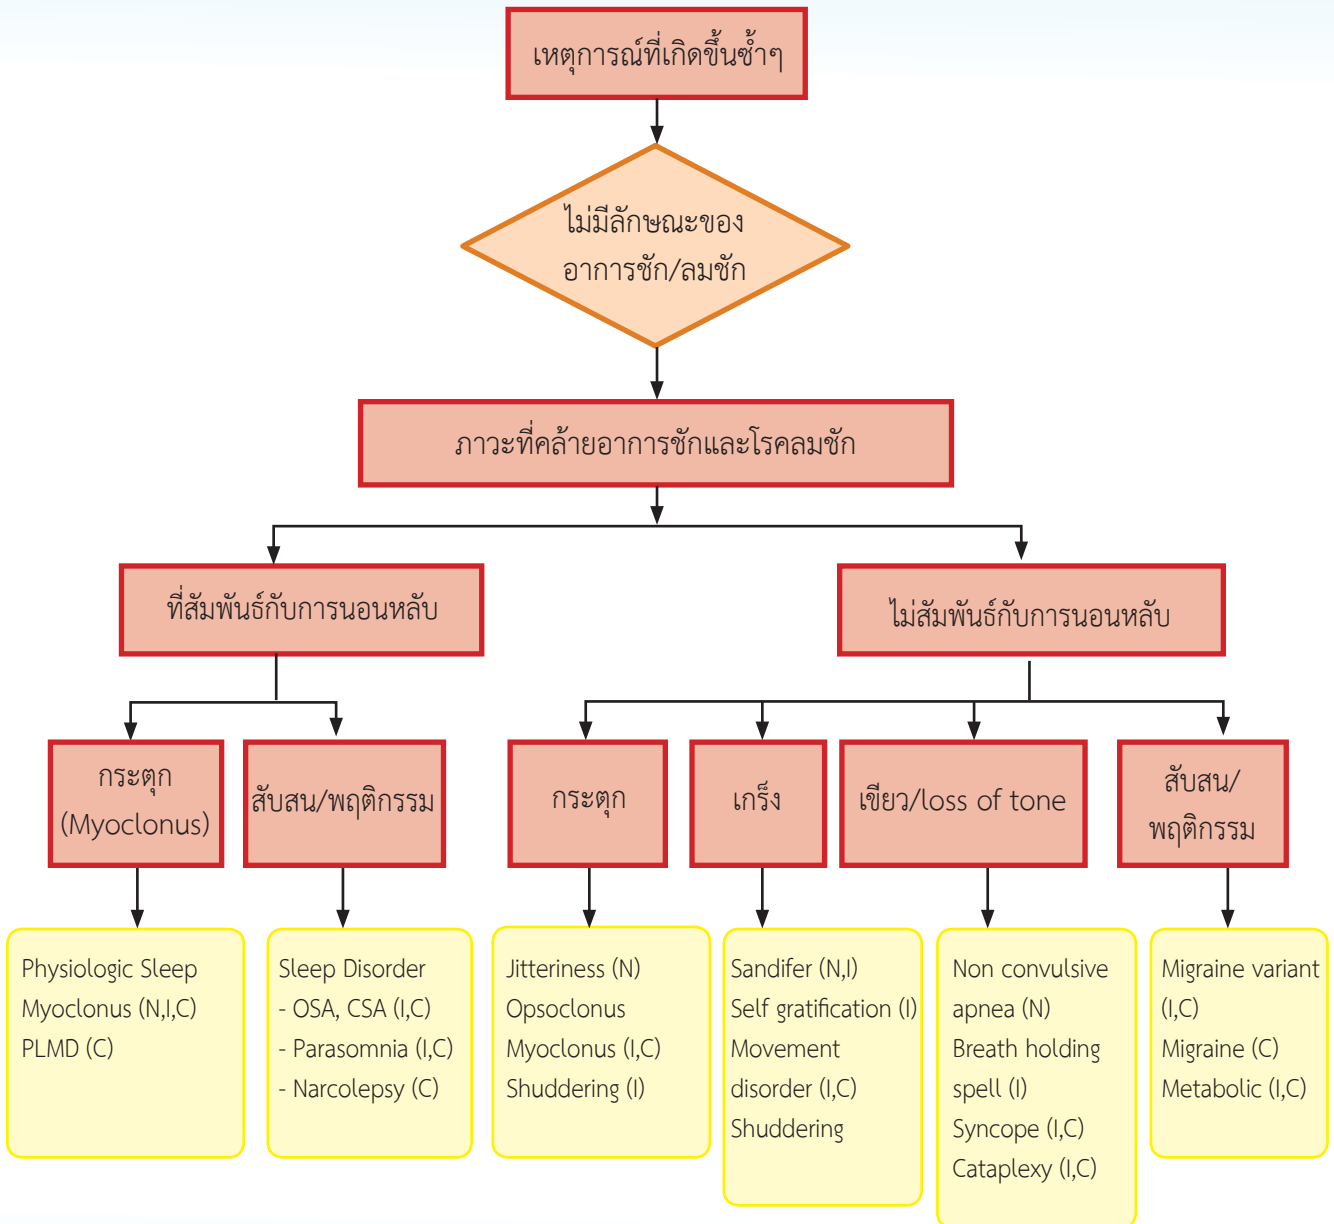 เหตุการณ์ที่เกิดขึ้นซ้ำๆ
ไม่มีลักษณะของ
อาการชัก/ลมชัก
ภาวะที่คล้ายอาการชักและโรคลมชัก
ที่สัมพันธ์กับการนอนหลับ
ไม่สัมพันธ์กับการนอนหลับ
กระตุก
(Myoclonus)
สับสน/พฤติกรรม
กระตุก
เกร็ง
เขียว/loss of tone
สับสน/
พฤติกรรม
Physiologic Sleep
Myoclonus (N,I,C)
PLMD (C)
Sleep Disorder
- OSA, CSA (I,C)
- Parasomnia (I,C)
- Narcolepsy (C)
Jitteriness (N)
Opsoclonus
Myoclonus (I,C)
Shuddering (I)
Sandifer (N,I)
Self gratification (I)
Movement
disorder (I,C)
Shuddering
Non convulsive
apnea (N)
Breath holding
spell (I)
Syncope (I,C)
Cataplexy (I,C)
Migraine variant
(I,C)
Migraine (C)
Metabolic (I,C)